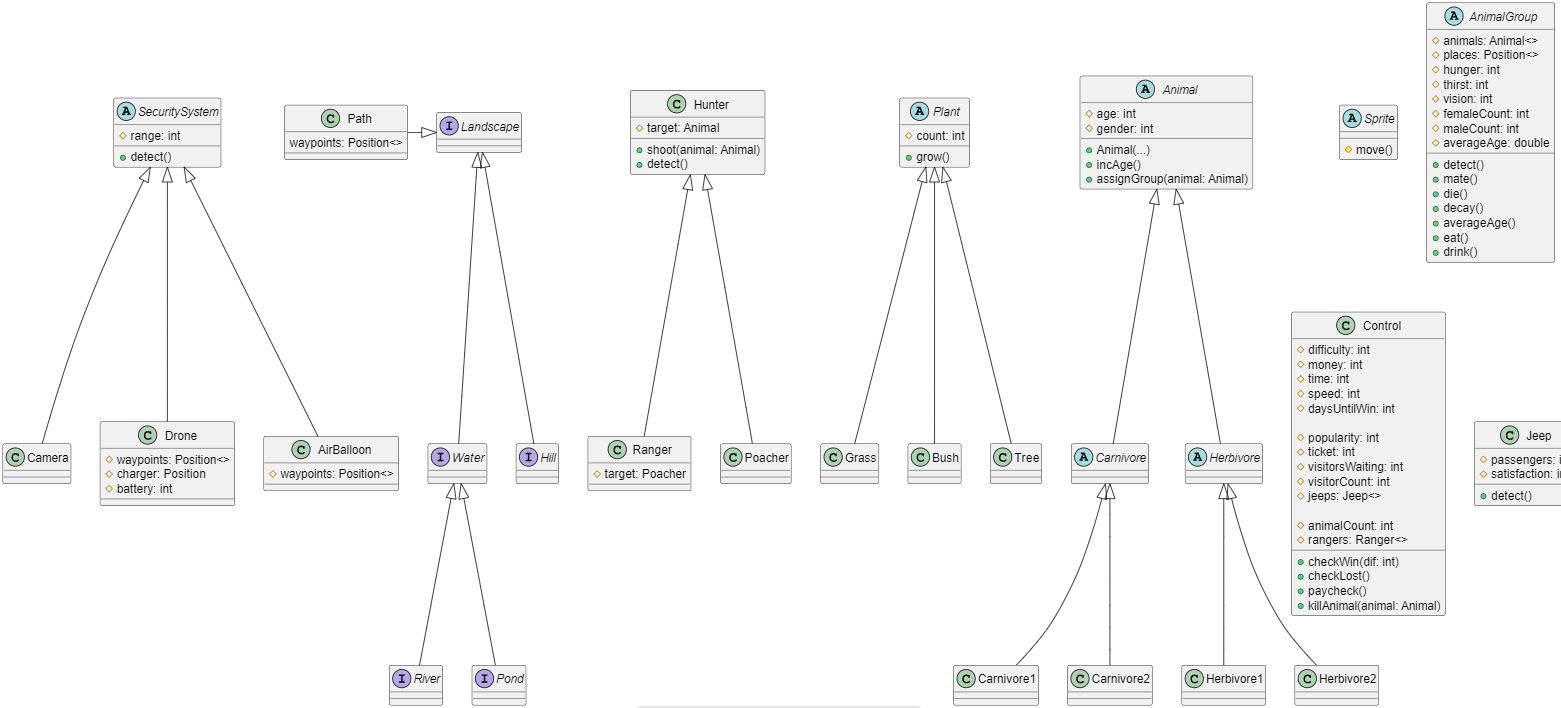 A SecuritySystem
range: int
detect()
C Path
waypoints: Position<>
I Landscape
C Hunter
target: Animal
shoot(animal: Animal)
detect()
A Plant
count: int
grow()
A Animal
age: int
gender: int
Animal(...)
incAge()
assignGroup(animal: Animal)
A Sprite
move()
A AnimalGroup
animals: Animal<>
places: Position<>
hunger: int
thirst: int
vision: int
femaleCount: int
maleCount: int
averageAge: double
detect()
mate()
die()
decay()
averageAge()
eat()
drink()
C Camera
C Drone
waypoints: Position<>
charger: Position
battery: int
C AirBalloon
waypoints: Position<>
I Water
I Hill
C Ranger
target: Poacher
C Poacher
C Grass
C Bush
C Tree
A Carnivore
A Herbivore
C Control
difficulty: int
money: int
time: int
speed: int
daysUntilWin: int
popularity: int
ticket: int
visitorsWaiting: int
visitorCount: int
jeeps: Jeep<>
animalCount: int
rangers: Ranger<>
checkWin(dif: int)
checkLost()
paycheck()
killAnimal(animal: Animal)
C Jeep
passengers:
satisfaction:
detect()
I River
I Pond
C Carnivore1
C Carnivore2
C Herbivore1
C Herbivore2